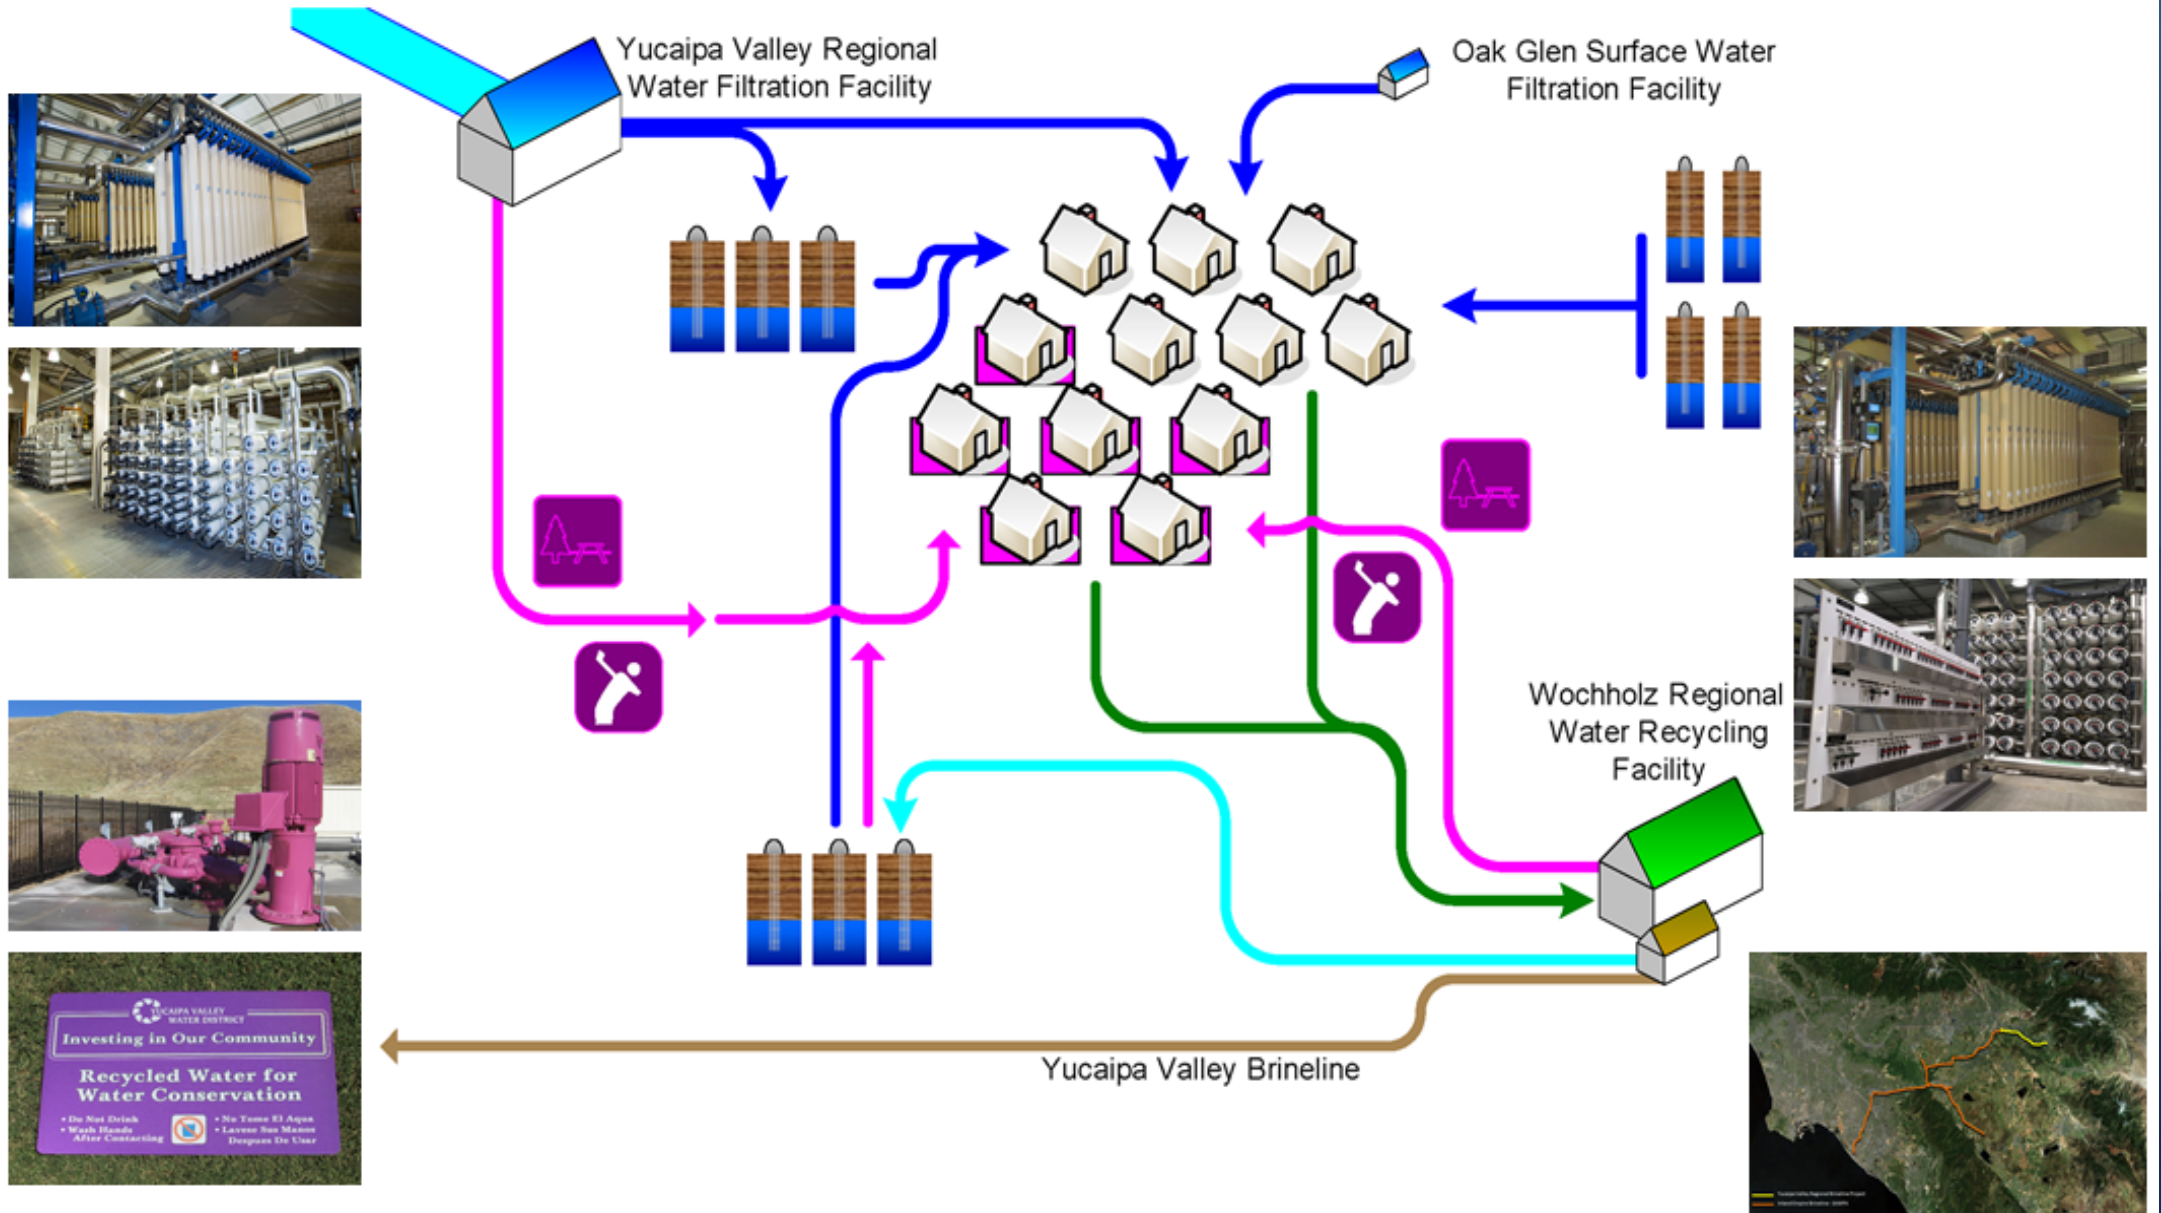 Yucaipa Valley Regional
Water Filtration Facility
Oak Glen Surface Water
Filtration Facility
Wochholz Regional
Water Recycling
Facility
Yucaipa Valley Brineline
YUCAIPA VALLEY
WATER DISTRICT
Investing in Our Community
Recycled Water for
Water Conservation
• Do Not Drink
• Wash Hands
After Contacting
• No Tome El Aqua
• Lavese Sus Manos
Despues De Usar